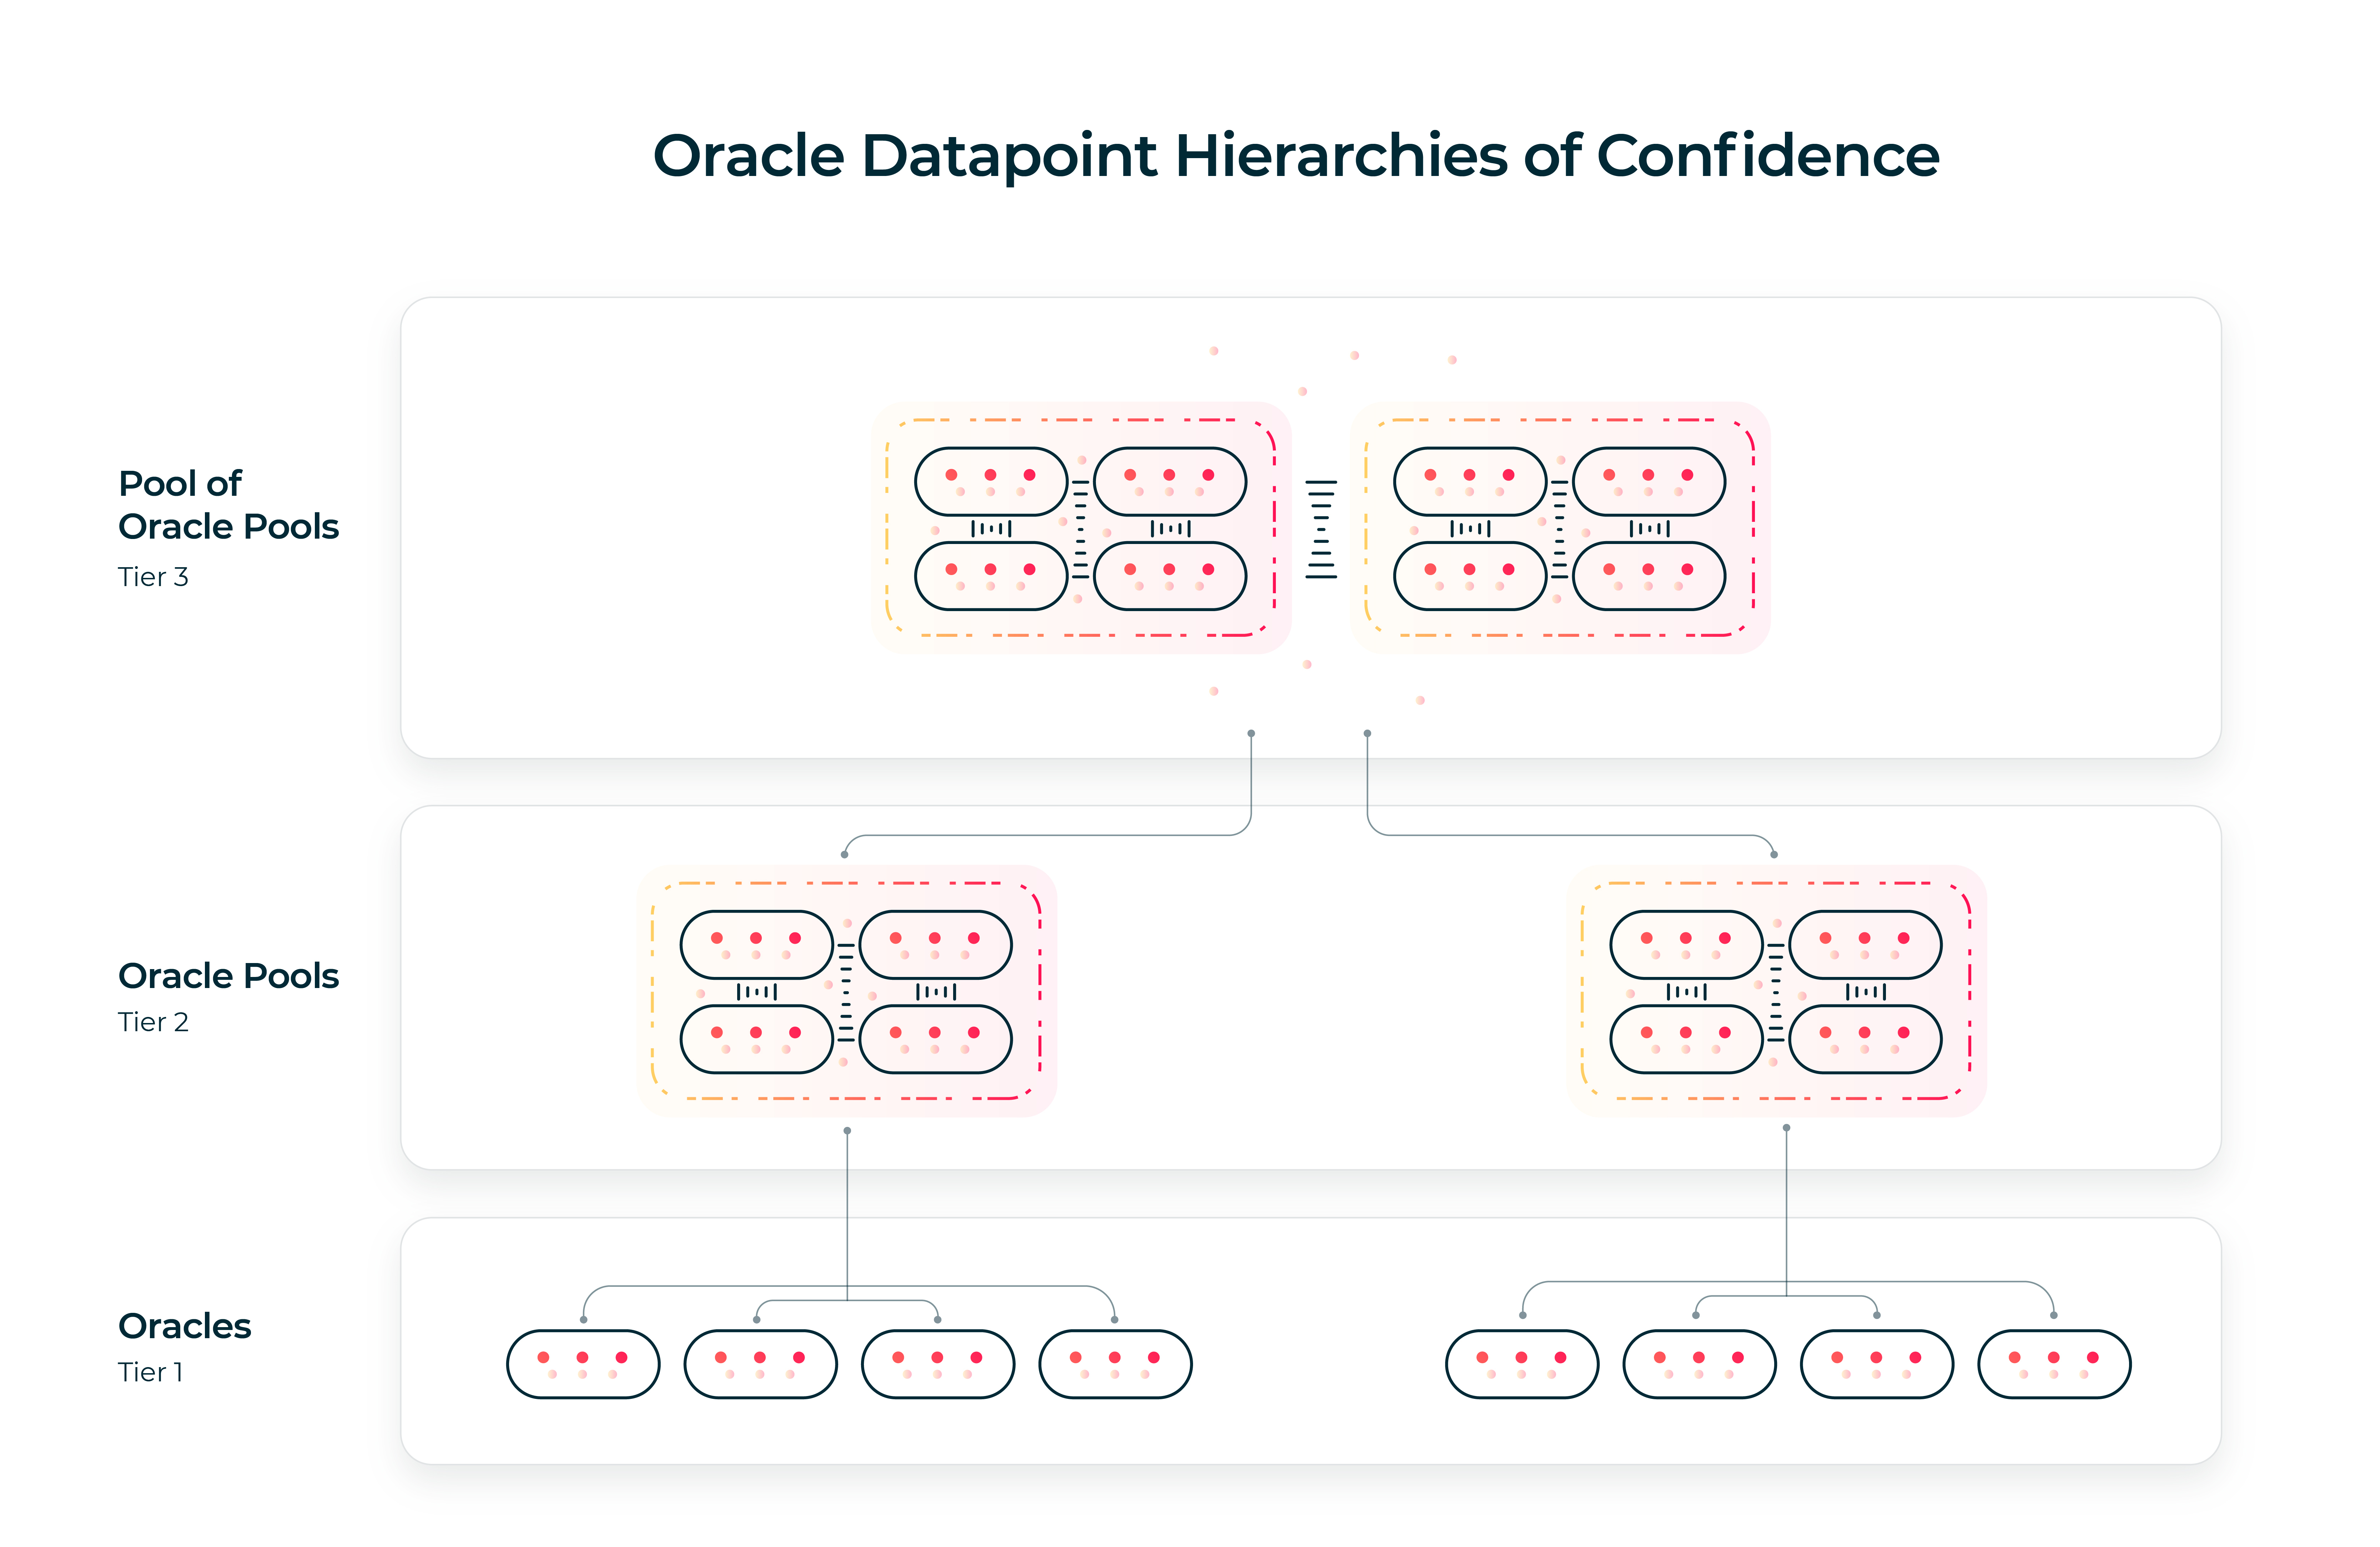 Oracle Datapoint Hierarchies of Confidence
Pool of
Oracle Pools
Tier 3
Oracle Pools
Tier 2
Oracles
Tier 1